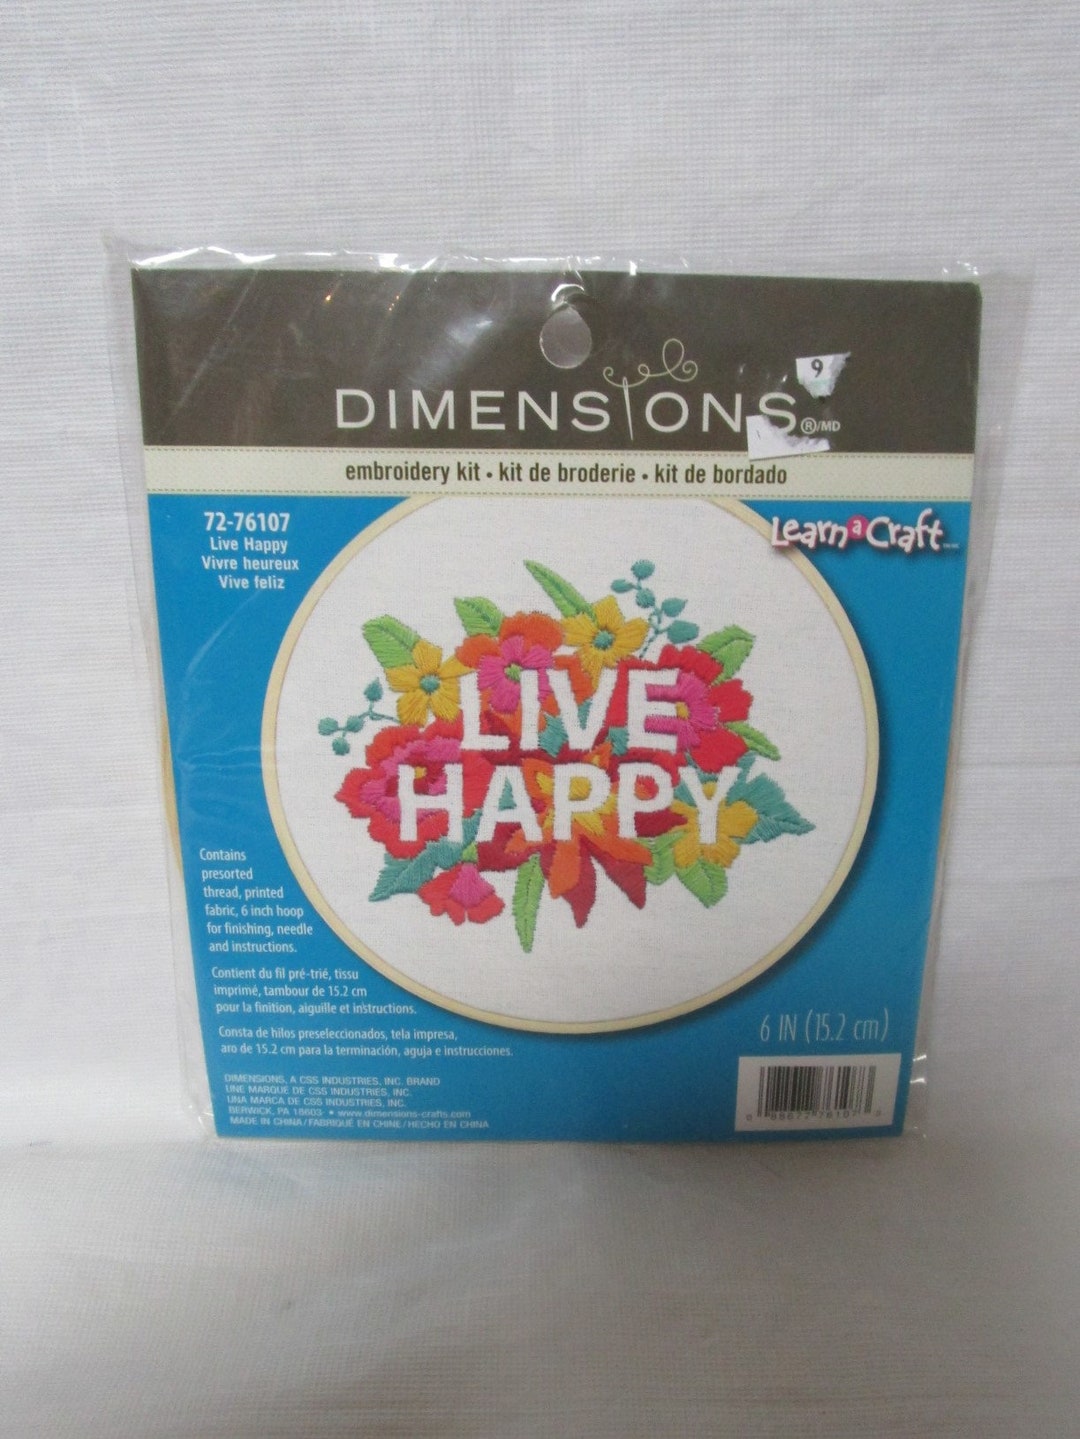 9
DIMENSIONS ®/MD
embroidery kit • kit de broderie • kit de bordado
72-76107
Live Happy
Vivre heureux
Vive feliz
Learn a Craft
LIVE
HAPPY
Contains
presorted
thread, printed
fabric, 6 inch hoop
for finishing, needle
and instructions.
Contient du fil pré-trié, tissu
imprimé, tambour de 15.2 cm
pour la finition, aiguille et instructions.
Consta de hilos preseleccionados, tela impresa,
aro de 15.2 cm para la terminación, aguja e instrucciones.
6 IN (15.2 cm)
DIMENSIONS, A CSS INDUSTRIES, INC. BRAND
UNE MARQUE DE CSS INDUSTRIES, INC.
UNA MARCA DE CSS INDUSTRIES, INC.
BERWICK, PA 18603 • www.dimensions-crafts.com
MADE IN CHINA/FABRIQUÉ EN CHINE/HECHO EN CHINA